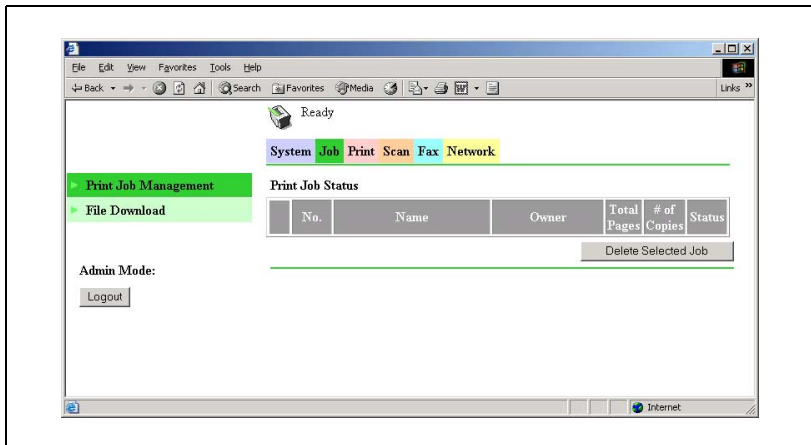 File Edit View Favorites Tools Help
Back Search Favorites Media Links »
Ready
System Job Print Scan Fax Network
Print Job Management
File Download
Print Job Status
No. Name Owner Total Pages # of Copies Status
Delete Selected Job
Admin Mode:
Logout
Internet